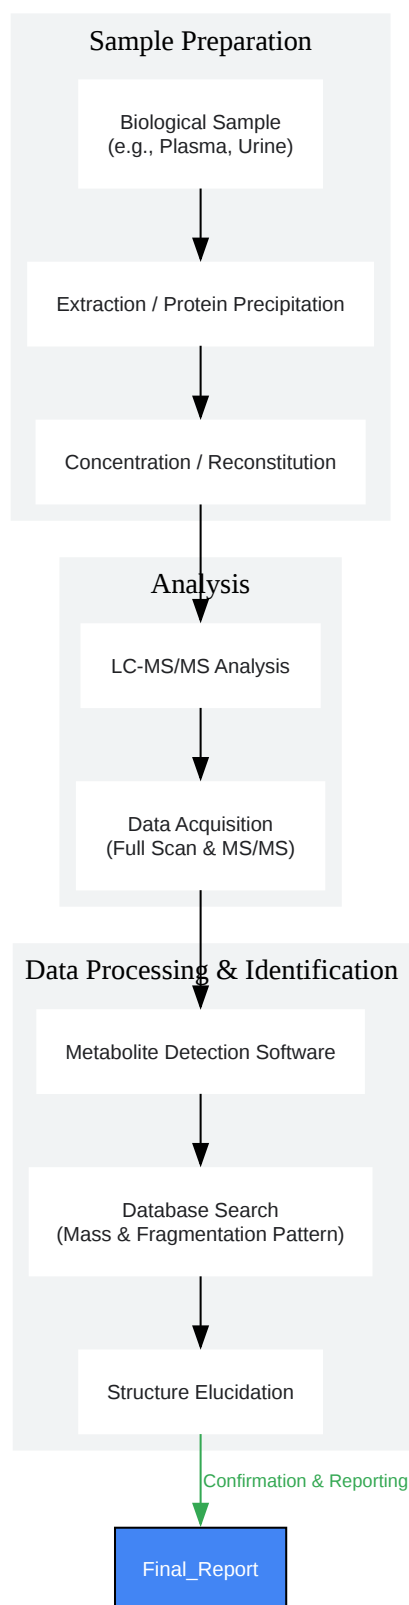 Sample Preparation
Biological Sample
(e.g., Plasma, Urine)
Extraction / Protein Precipitation
Concentration / Reconstitution
Analysis
LC-MS/MS Analysis
Data Acquisition
(Full Scan & MS/MS)
Data Processing & Identification
Metabolite Detection Software
Database Search
(Mass & Fragmentation Pattern)
Structure Elucidation
Confirmation & Reporting
Final_Report